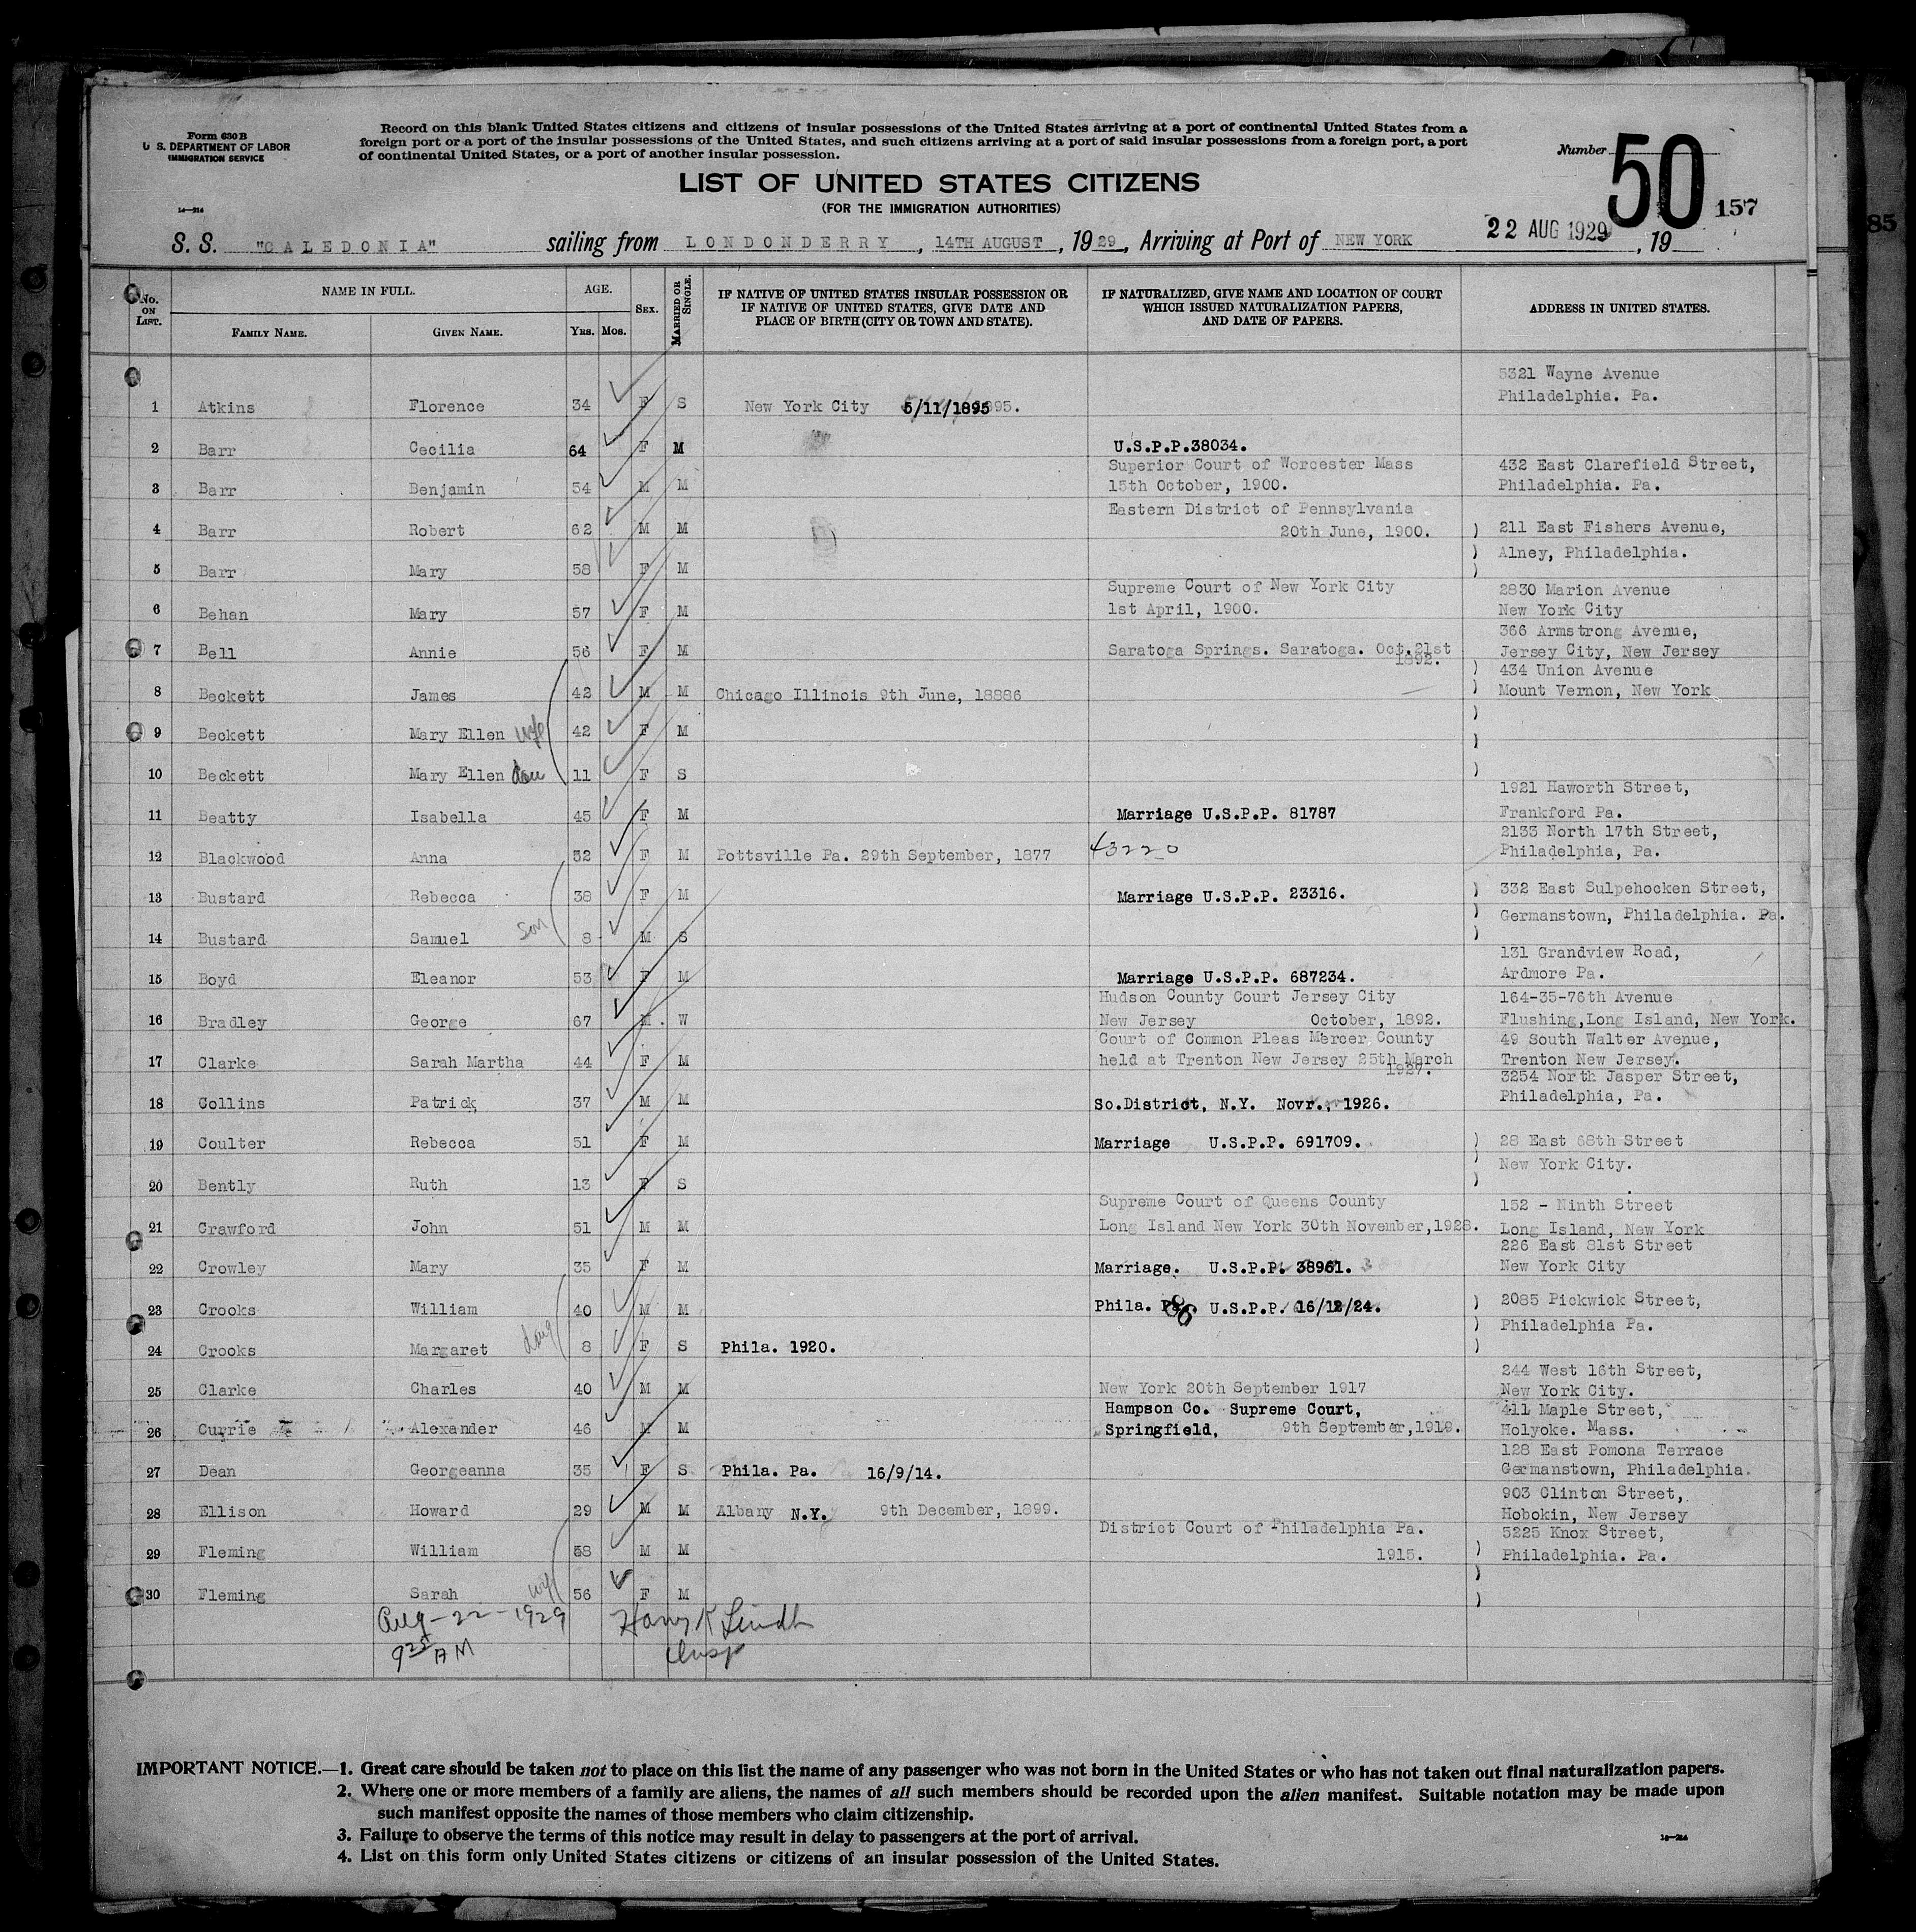 Form 630 B
U. S. DEPARTMENT OF LABOR
IMMIGRATION SERVICE
Record on this blank United States citizens and citizens of insular possessions of the United States arriving at a port of continental United States from a
foreign port or a port of the insular possessions of the United States, and such citizens arriving at a port of said insular possessions from a foreign port, a port
of continental United States, or a port of another insular possession.
Number 50 157
85
LIST OF UNITED STATES CITIZENS
(FOR THE IMMIGRATION AUTHORITIES)
S. S. "CALEDONIA" sailing from LONDONDERRY, 14TH AUGUST, 1929, Arriving at Port of NEW YORK 22 AUG 1929, 19
No. ON LIST.
NAME IN FULL.
FAMILY NAME. GIVEN NAME.
AGE.
YRS. MOS.
SEX.
MARRIED OR SINGLE.
IF NATIVE OF UNITED STATES INSULAR POSSESSION OR
IF NATIVE OF UNITED STATES, GIVE DATE AND
PLACE OF BIRTH (CITY OR TOWN AND STATE).
IF NATURALIZED, GIVE NAME AND LOCATION OF COURT
WHICH ISSUED NATURALIZATION PAPERS,
AND DATE OF PAPERS.
ADDRESS IN UNITED STATES.
5321 Wayne Avenue
1 Atkins Florence 34 F S New York City 5/11/1895 Philadelphia. Pa.
2 Barr Cecilia 64 F M U.S.P.P.38034.
Superior Court of Worcester Mass 432 East Clarefield Street,
3 Barr Benjamin 54 M M 15th October, 1900. Philadelphia. Pa.
Eastern District of Pennsylvania
4 Barr Robert 62 M M 20th June, 1900. ) 211 East Fishers Avenue,
) Alney, Philadelphia.
5 Barr Mary 58 F M )
Supreme Court of New York City 2830 Marion Avenue
6 Behan Mary 57 F M 1st April, 1900. New York City
366 Armstrong Avenue,
7 Bell Annie 56 F M Saratoga Springs. Saratoga. Oct.21st Jersey City, New Jersey
1892. ) 434 Union Avenue
8 Beckett James 42 M M Chicago Illinois 9th June, 18886 ) Mount Vernon, New York
9 Beckett Mary Ellen wife 42 F M )
10 Beckett Mary Ellen dau 11 F S )
1921 Haworth Street,
11 Beatty Isabella 45 F M Marriage U.S.P.P. 81787 Frankford Pa.
2133 North 17th Street,
12 Blackwood Anna 52 F M Pottsville Pa. 29th September, 1877 43220 Philadelphia, Pa.
13 Bustard Rebecca 38 F M Marriage U.S.P.P. 23316. ) 332 East Sulpehocken Street,
) Germanstown, Philadelphia. Pa.
14 Bustard Samuel son 8 M S )
131 Grandview Road,
15 Boyd Eleanor 53 F M Marriage U.S.P.P. 687234. Ardmore Pa.
Hudson County Court Jersey City 164-35-76th Avenue
16 Bradley George 67 M. W New Jersey October, 1892. Flushing,Long Island, New York.
Court of Common Pleas Mercer County 49 South Walter Avenue,
17 Clarke Sarah Martha 44 F M held at Trenton New Jersey 25th March Trenton New Jersey.
1927. 3254 North Jasper Street,
18 Collins Patrick 37 M M So.District, N.Y. Novr., 1926. Philadelphia, Pa.
19 Coulter Rebecca 51 F M Marriage U.S.P.P. 691709. ) 28 East 68th Street
New York City.
20 Bently Ruth 13 F S )
Supreme Court of Queens County 152 - Ninth Street
21 Crawford John 51 M M Long Island New York 30th November,1928. Long Island, New York
226 East 81st Street
22 Crowley Mary 35 F M Marriage. U.S.P.P. 38961. New York City
23 Crooks William 40 M M Phila. Pa. 86 U.S.P.P. 16/12/24. ) 2085 Pickwick Street,
) Philadelphia Pa.
24 Crooks Margaret daug 8 F S Phila. 1920. )
244 West 16th Street,
25 Clarke Charles 40 M M New York 20th September 1917 New York City.
Hampson Co. Supreme Court, 411 Maple Street,
26 Currie Alexander 46 M M Springfield, 9th September,1919. Holyoke. Mass.
128 East Pomona Terrace
27 Dean Georgeanna 35 F S Phila. Pa. 16/9/14. Germanstown, Philadelphia.
903 Clinton Street,
28 Ellison Howard 29 M M Albany N.Y. 9th December, 1899. Hobokin, New Jersey
District Court of Philadelphia Pa. 5225 Knox Street,
29 Fleming William 58 M M 1915. ) Philadelphia. Pa.
)
30 Fleming Sarah wife 56 F M )
Aug-22-1929 Harry K
9 25 AM Insp
IMPORTANT NOTICE.—1. Great care should be taken not to place on this list the name of any passenger who was not born in the United States or who has not taken out final naturalization papers.
2. Where one or more members of a family are aliens, the names of all such members should be recorded upon the alien manifest. Suitable notation may be made upon
such manifest opposite the names of those members who claim citizenship.
3. Failure to observe the terms of this notice may result in delay to passengers at the port of arrival.
4. List on this form only United States citizens or citizens of an insular possession of the United States.